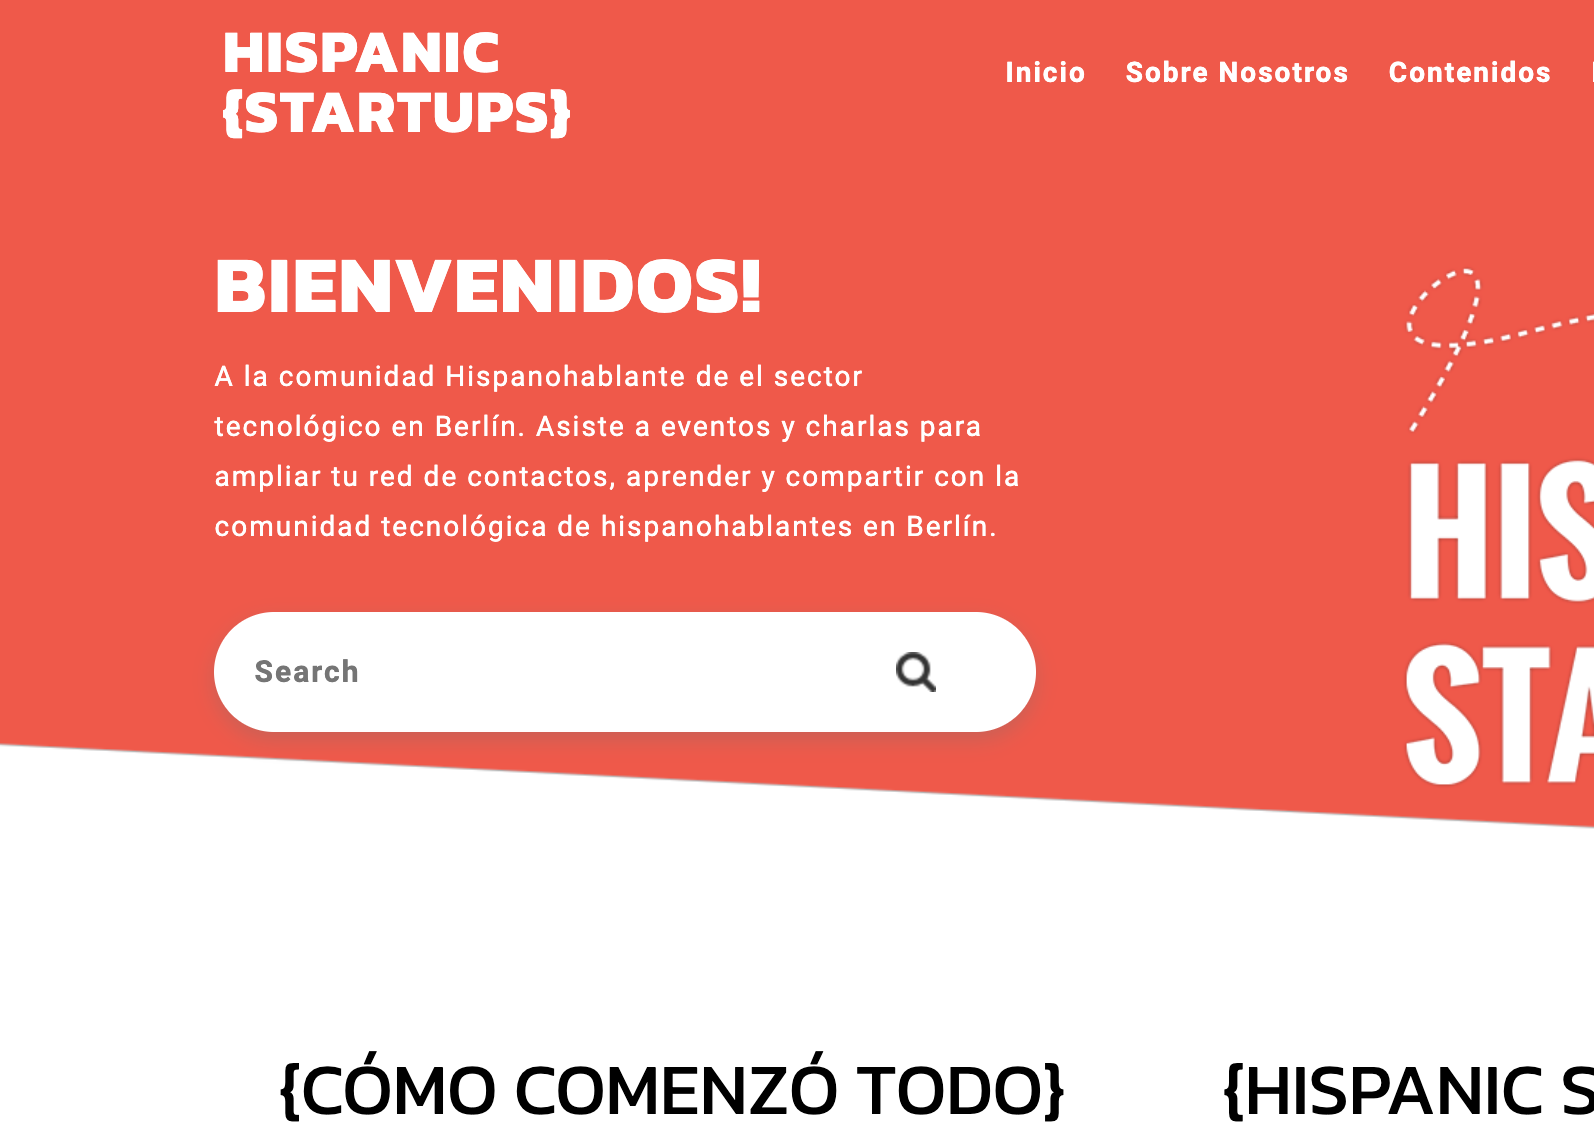 HISPANIC
{STARTUPS}
Inicio Sobre Nosotros Contenidos
BIENVENIDOS!
A la comunidad Hispanohablante de el sector
tecnológico en Berlín. Asiste a eventos y charlas para
ampliar tu red de contactos, aprender y compartir con la
comunidad tecnológica de hispanohablantes en Berlín.
Search
HIS
STA
{CÓMO COMENZÓ TODO}
{HISPANIC S